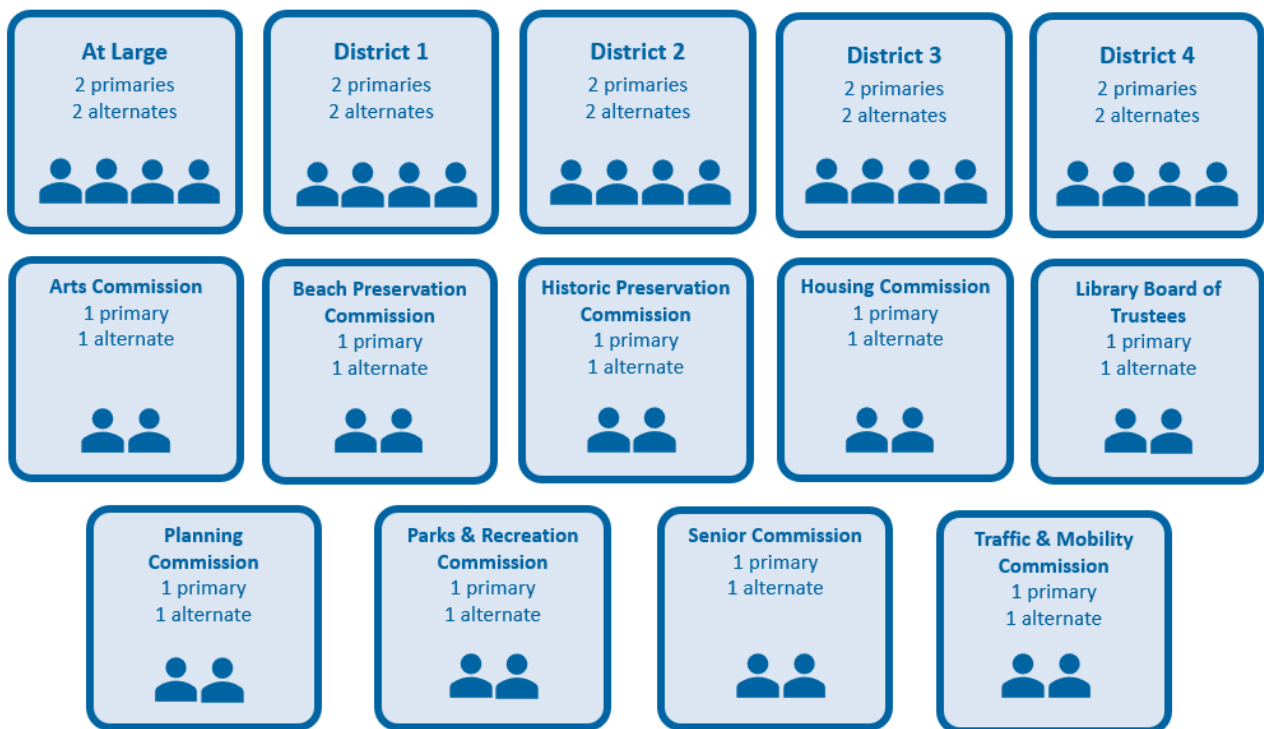 At Large
2 primaries
2 alternates
District 1
2 primaries
2 alternates
District 2
2 primaries
2 alternates
District 3
2 primaries
2 alternates
District 4
2 primaries
2 alternates
Arts Commission
1 primary
1 alternate
Beach Preservation
Commission
1 primary
1 alternate
Historic Preservation
Commission
1 primary
1 alternate
Housing Commission
1 primary
1 alternate
Library Board of
Trustees
1 primary
1 alternate
Planning
Commission
1 primary
1 alternate
Parks & Recreation
Commission
1 primary
1 alternate
Senior Commission
1 primary
1 alternate
Traffic & Mobility
Commission
1 primary
1 alternate